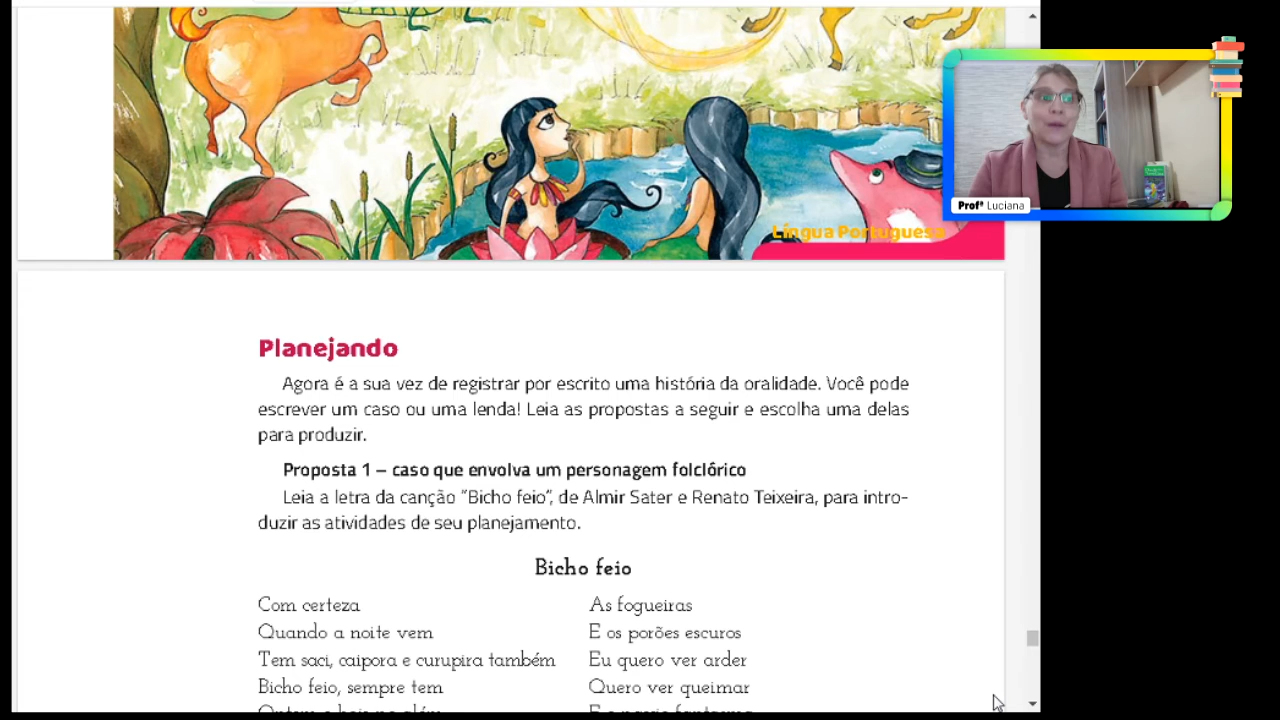 Profª Luciana
Língua Portuguesa
Planejando
Agora é a sua vez de registrar por escrito uma história da oralidade. Você pode
escrever um caso ou uma lenda! Leia as propostas a seguir e escolha uma delas
para produzir.
Proposta 1 – caso que envolva um personagem folclórico
Leia a letra da canção "Bicho feio", de Almir Sater e Renato Teixeira, para intro-
duzir as atividades de seu planejamento.
Bicho feio
Com certeza
Quando a noite vem
Tem saci, caipora e curupira também
Bicho feio, sempre tem
As fogueiras
E os porões escuros
Eu quero ver arder
Quero ver queimar